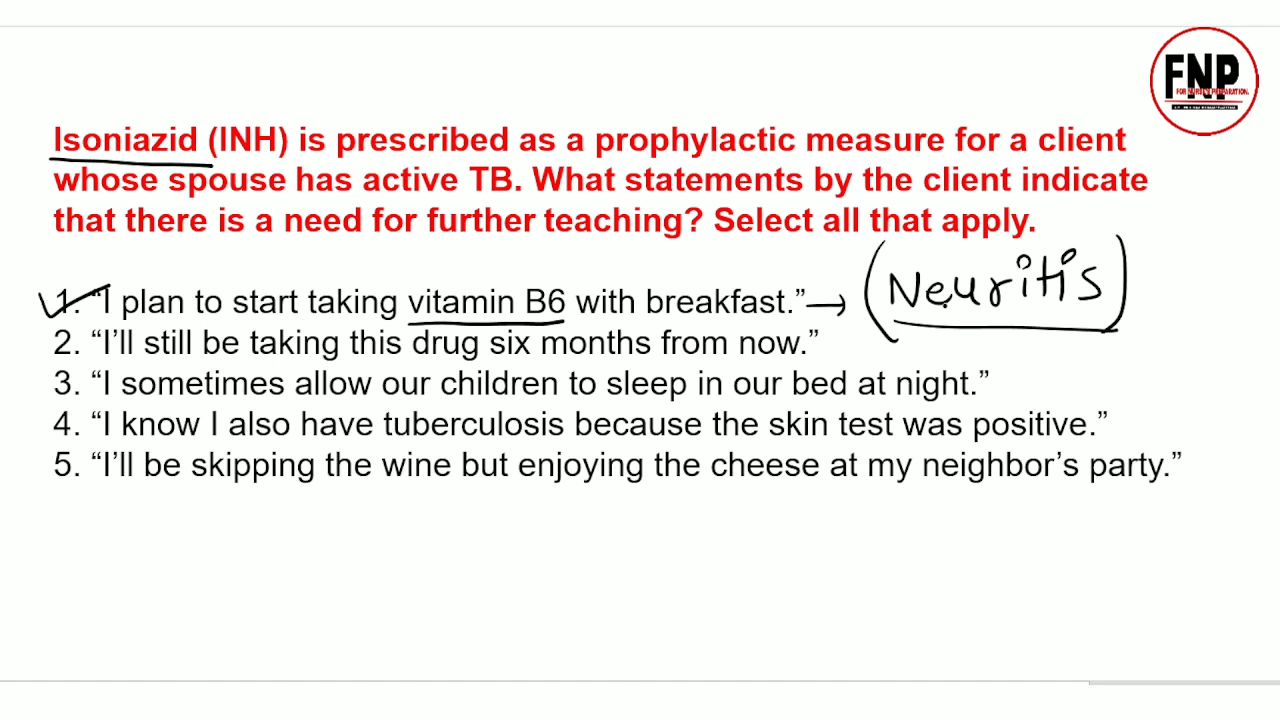 FNP
FOR NURSE'S PREPARATION.
Isoniazid (INH) is prescribed as a prophylactic measure for a client
whose spouse has active TB. What statements by the client indicate
that there is a need for further teaching? Select all that apply.
1. “I plan to start taking vitamin B6 with breakfast.” → (Neuritis)
2. “I’ll still be taking this drug six months from now.”
3. “I sometimes allow our children to sleep in our bed at night.”
4. “I know I also have tuberculosis because the skin test was positive.”
5. “I’ll be skipping the wine but enjoying the cheese at my neighbor’s party.”